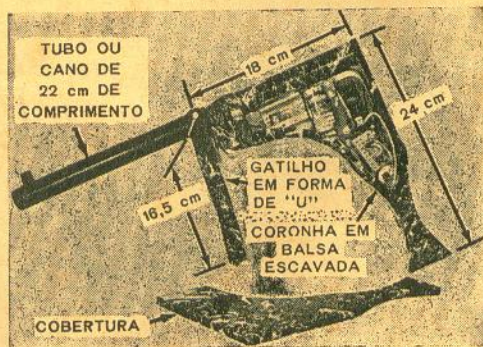 TUBO OU
CANO DE
22 cm DE
COMPRIMENTO
18 cm
24 cm
16,5 cm
GATILHO
EM FORMA
DE "U"
CORONHA EM
BALSA
ESCAVADA
COBERTURA